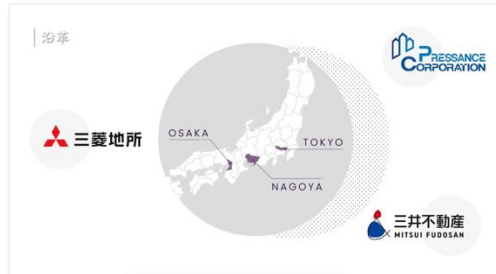 沿革
PRESSANCE
CORPORATION
三菱地所
OSAKA
TOKYO
NAGOYA
三井不動産
MITSUI FUDOSAN